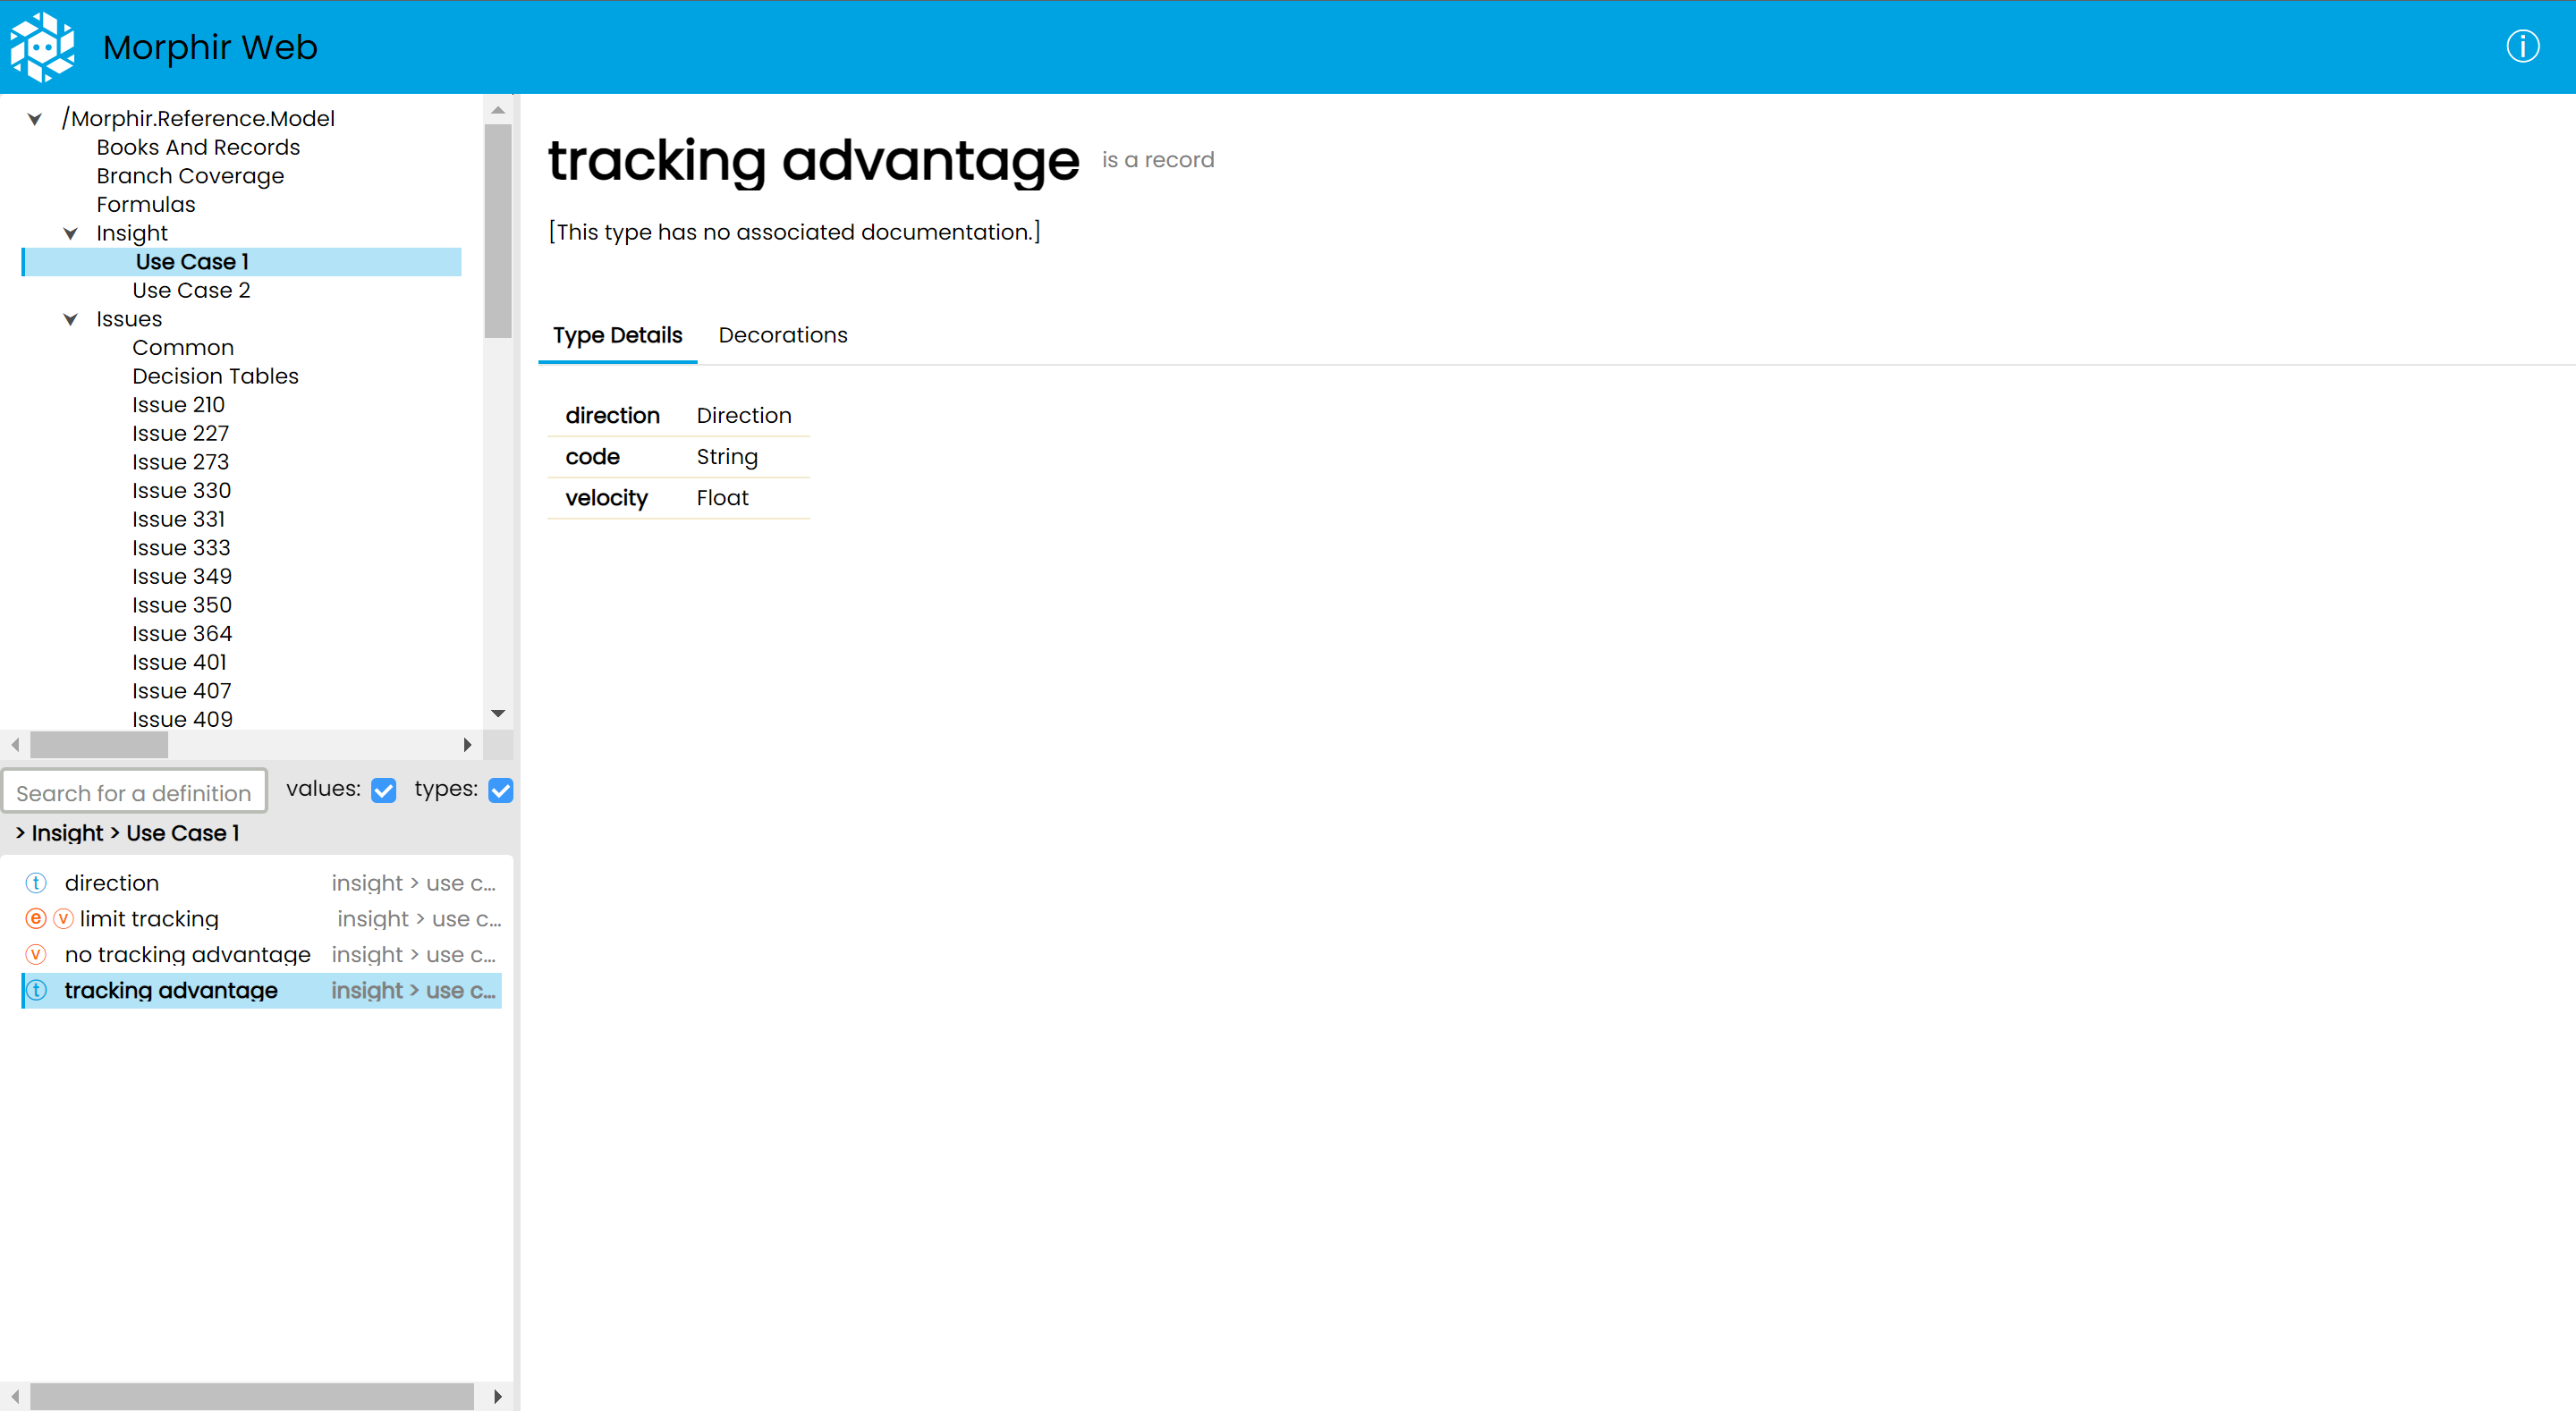 Morphir Web
/Morphir.Reference.Model
Books And Records
Branch Coverage
Formulas
Insight
Use Case 1
Use Case 2
Issues
Common
Decision Tables
Issue 210
Issue 227
Issue 273
Issue 330
Issue 331
Issue 333
Issue 349
Issue 350
Issue 364
Issue 401
Issue 407
Issue 409
Search for a definition values: types:
> Insight > Use Case 1
t direction insight > use c...
e v limit tracking insight > use c...
v no tracking advantage insight > use c...
t tracking advantage insight > use c...
tracking advantage is a record
[This type has no associated documentation.]
Type Details Decorations
direction Direction
code String
velocity Float